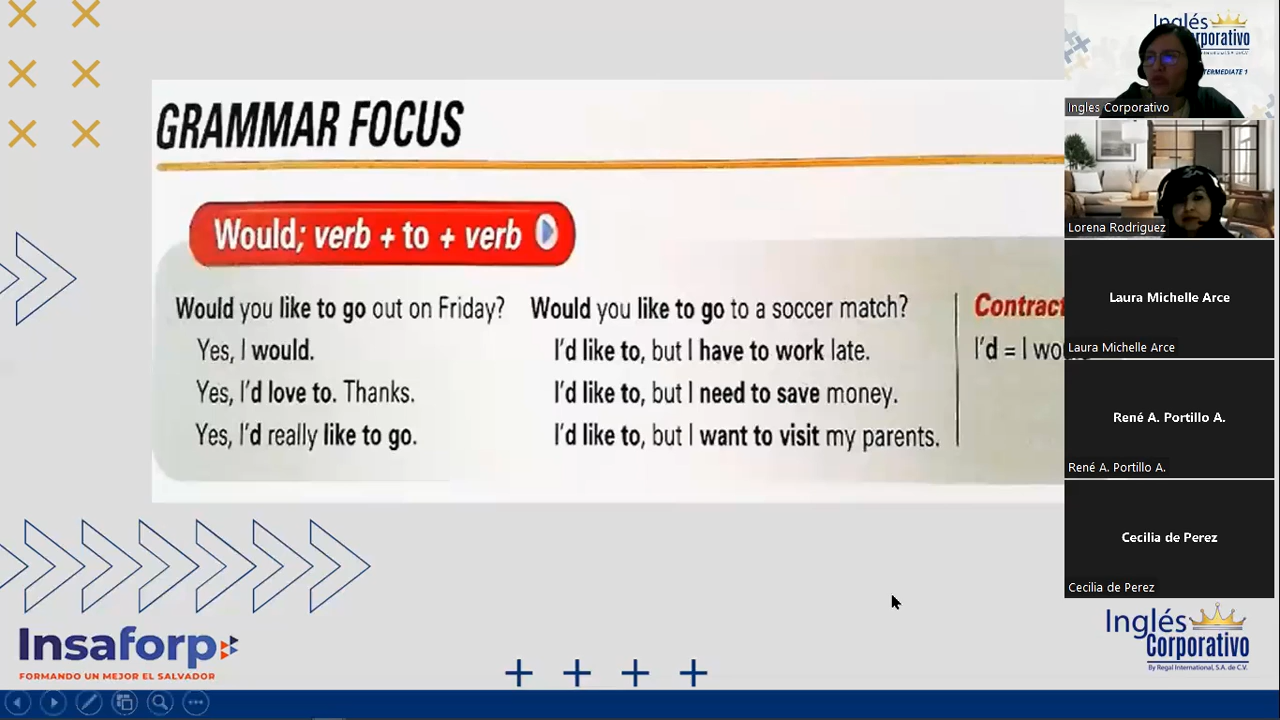 GRAMMAR FOCUS
Would; verb + to + verb
Would you like to go out on Friday?
Yes, I would.
Yes, I'd love to. Thanks.
Yes, I'd really like to go.
Would you like to go to a soccer match?
I'd like to, but I have to work late.
I'd like to, but I need to save money.
I'd like to, but I want to visit my parents.
I'd = I
Inglés
Ingles Corporativo
Lorena Rodriguez
Laura Michelle Arce
Laura Michelle Arce
René A. Portillo A.
René A. Portillo A.
Cecilia de Perez
Cecilia de Perez
Insaforp
FORMANDO UN MEJOR EL SALVADOR
Inglés
Corporativo
By Regal International, S.A. de C.V.